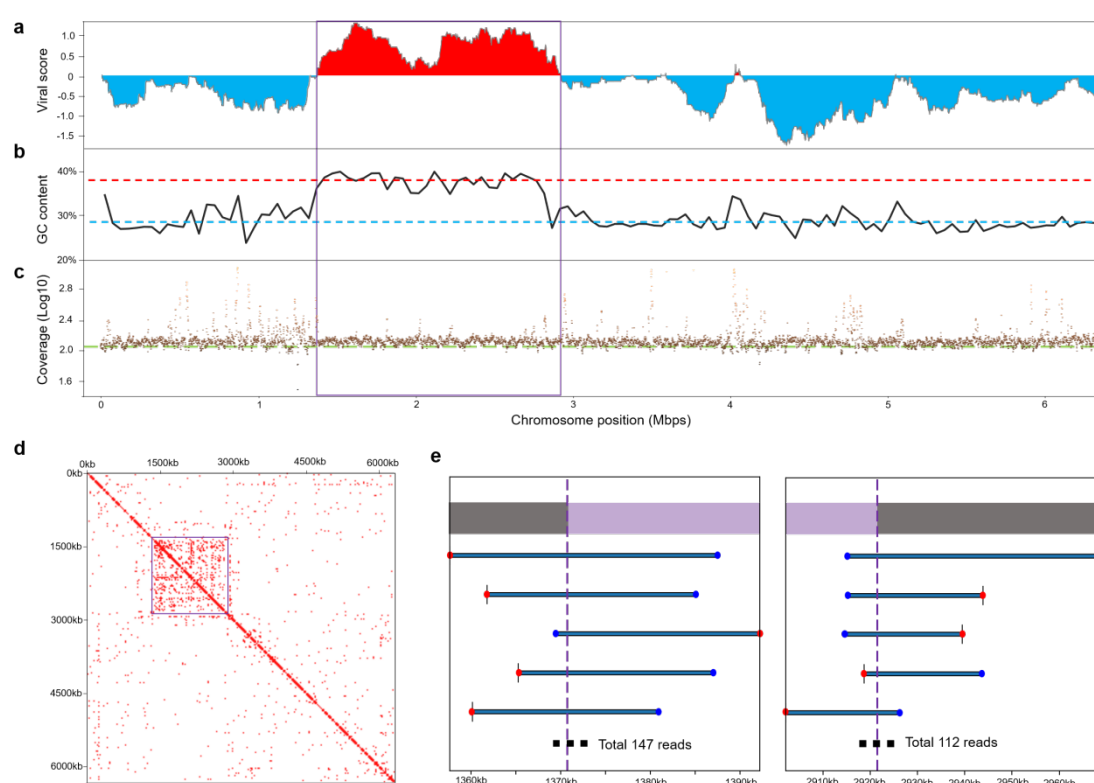 a
Viral score
1.0
0.5
0
-0.5
-1.0
-1.5
b
GC content
40%
30%
20%
c
Coverage (Log10)
2.8
2.4
2.0
1.6
0 1 2 3 4 5 6
Chromosome position (Mbps)
d
0kb 1500kb 3000kb 4500kb 6000kb
0kb
1500kb
3000kb
4500kb
6000kb
e
Total 147 reads
Total 112 reads
1360kb 1370kb 1380kb 1390kb
2910kb 2920kb 2930kb 2940kb 2950kb 2960kb